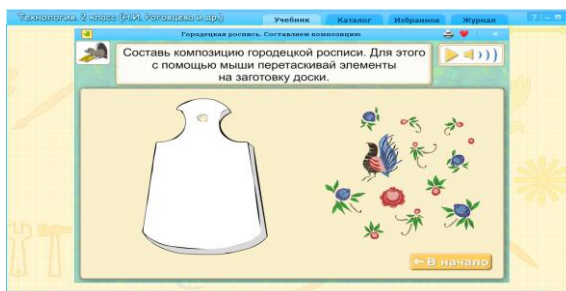 Технология. 2 класс (Н.И. Роговцева и др.)
Учебник Каталог Избранное Журнал
Городецкая роспись. Составляем композицию
Составь композицию городецкой росписи. Для этого
с помощью мыши перетаскивай элементы
на заготовку доски.
← В начало